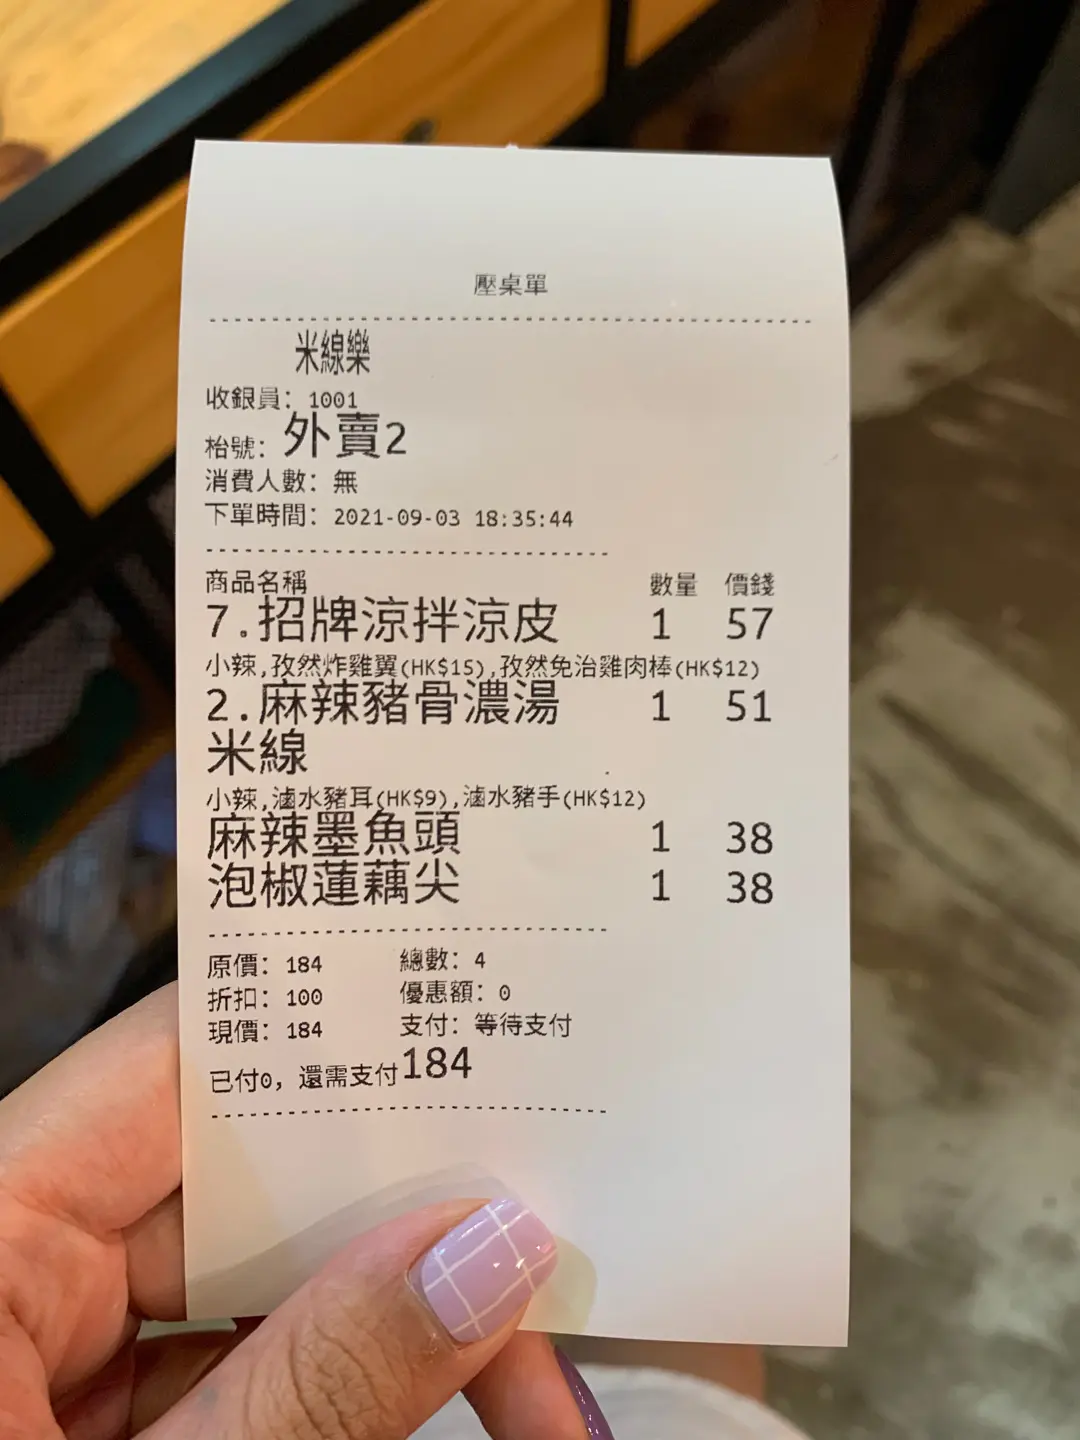 壓桌單
米線樂
收銀員: 1001
枱號: 外賣2
消費人數: 無
下單時間: 2021-09-03 18:35:44
商品名稱 數量 價錢
7.招牌涼拌涼皮 1 57
小辣,孜然炸雞翼(HK$15),孜然免治雞肉棒(HK$12)
2.麻辣豬骨濃湯 1 51
米線
小辣,滷水豬耳(HK$9),滷水豬手(HK$12)
麻辣墨魚頭 1 38
泡椒蓮藕尖 1 38
原價: 184 總數: 4
折扣: 100 優惠額: 0
現價: 184 支付: 等待支付
已付0, 還需支付184